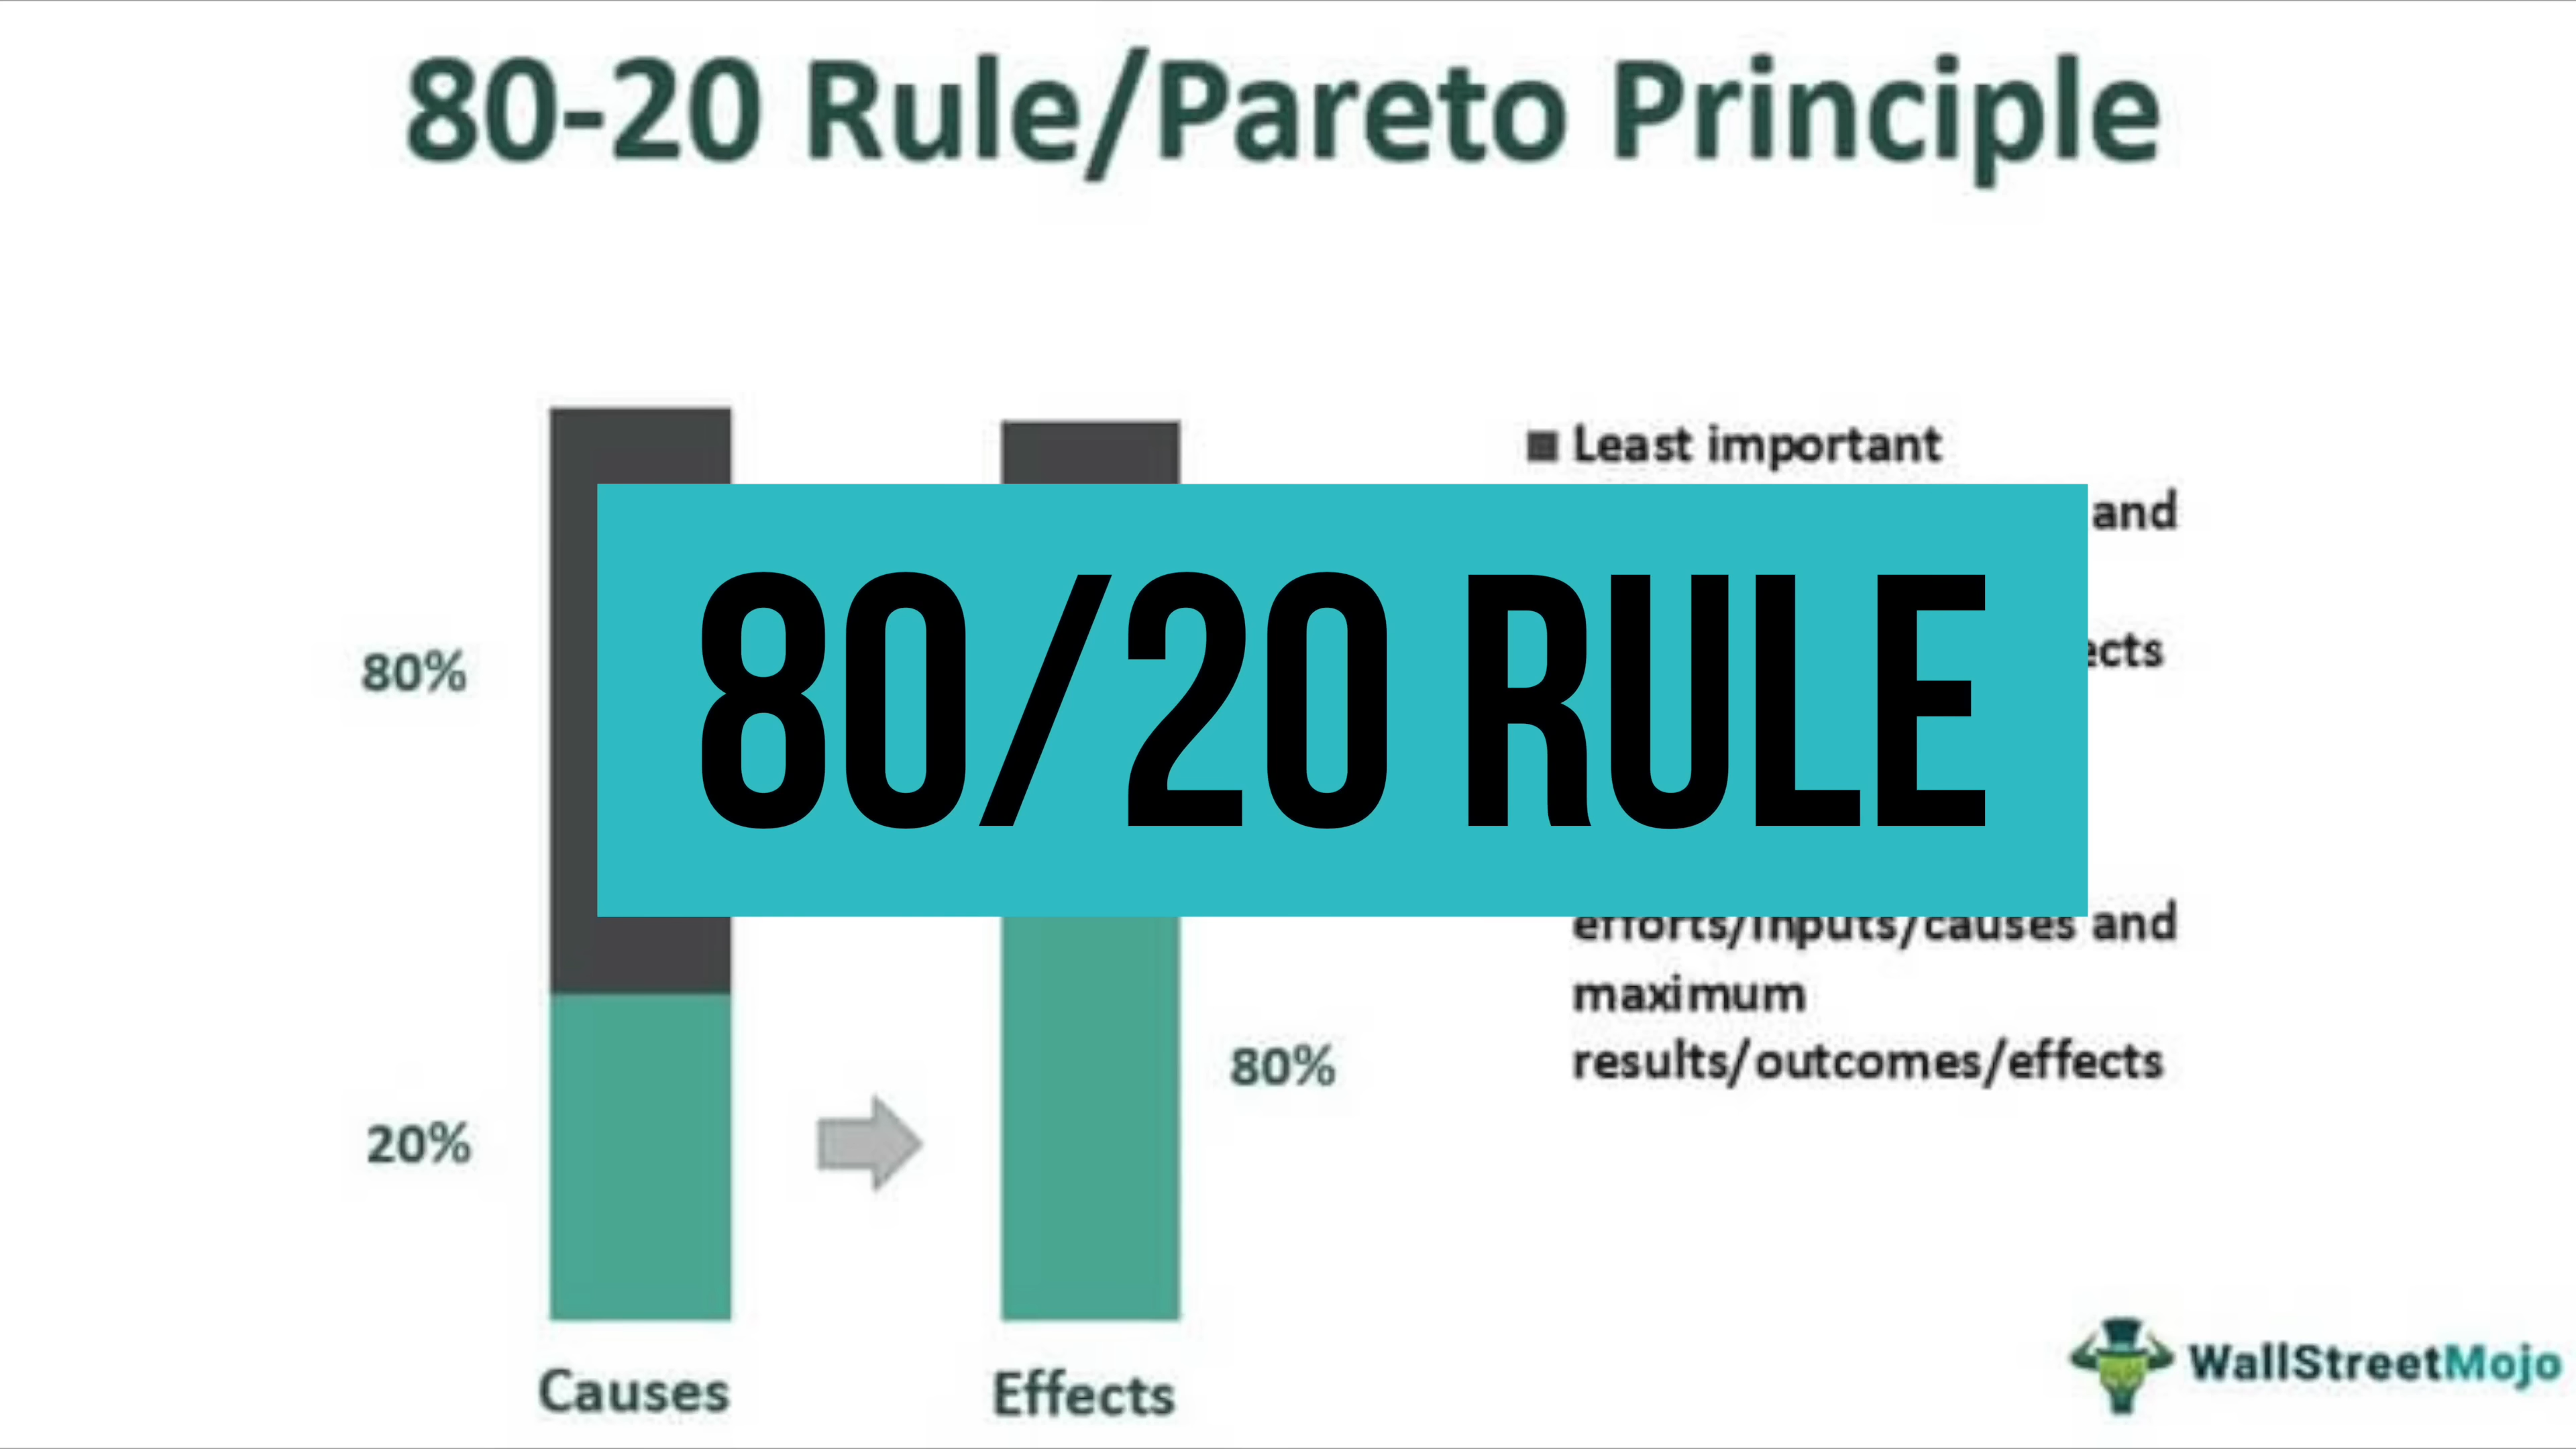 80-20 Rule/Pareto Principle
Least important
and
80/20 RULE
80%
efforts/inputs/causes and
maximum
results/outcomes/effects
80%
20%
Causes
Effects
WallStreetMojo